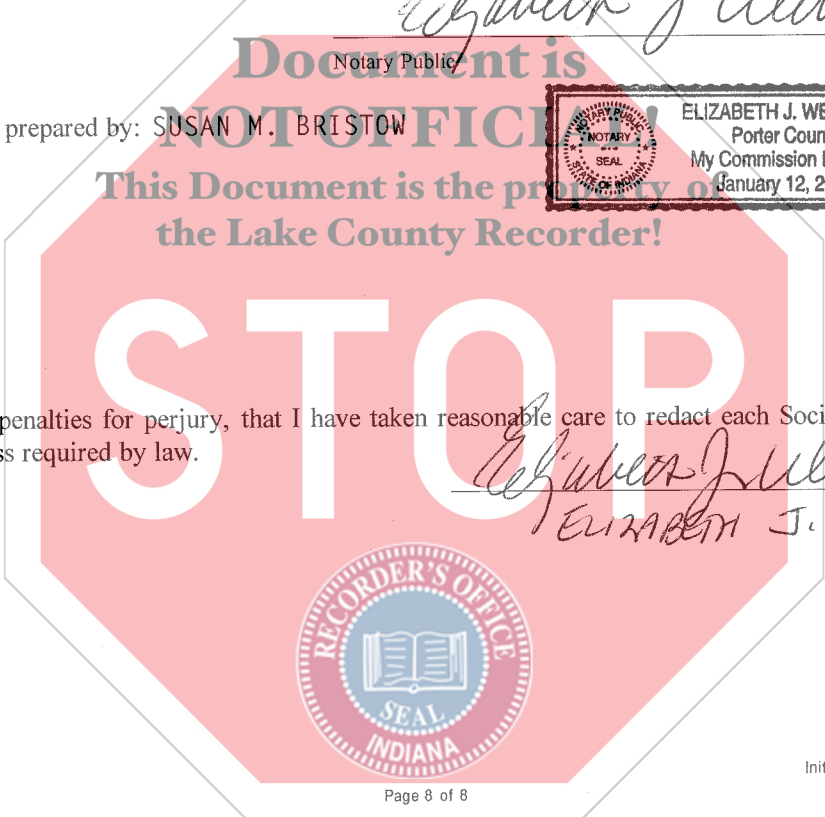 Elizabeth J
Notary Public
Document is
NOT OFFICIAL!
This Document is the property of
the Lake County Recorder!
prepared by: SUSAN M. BRISTOW
NOTARY PUBLIC
NOTARY
SEAL
STATE OF INDIANA
ELIZABETH J. WE
Porter Coun
My Commission
January 12, 2
STOP
penalties for perjury, that I have taken reasonable care to redact each Soci
s required by law.
Elizabeth J
ELIZABETH J.
RECORDER'S OFFICE
SEAL
INDIANA
Init
Page 8 of 8